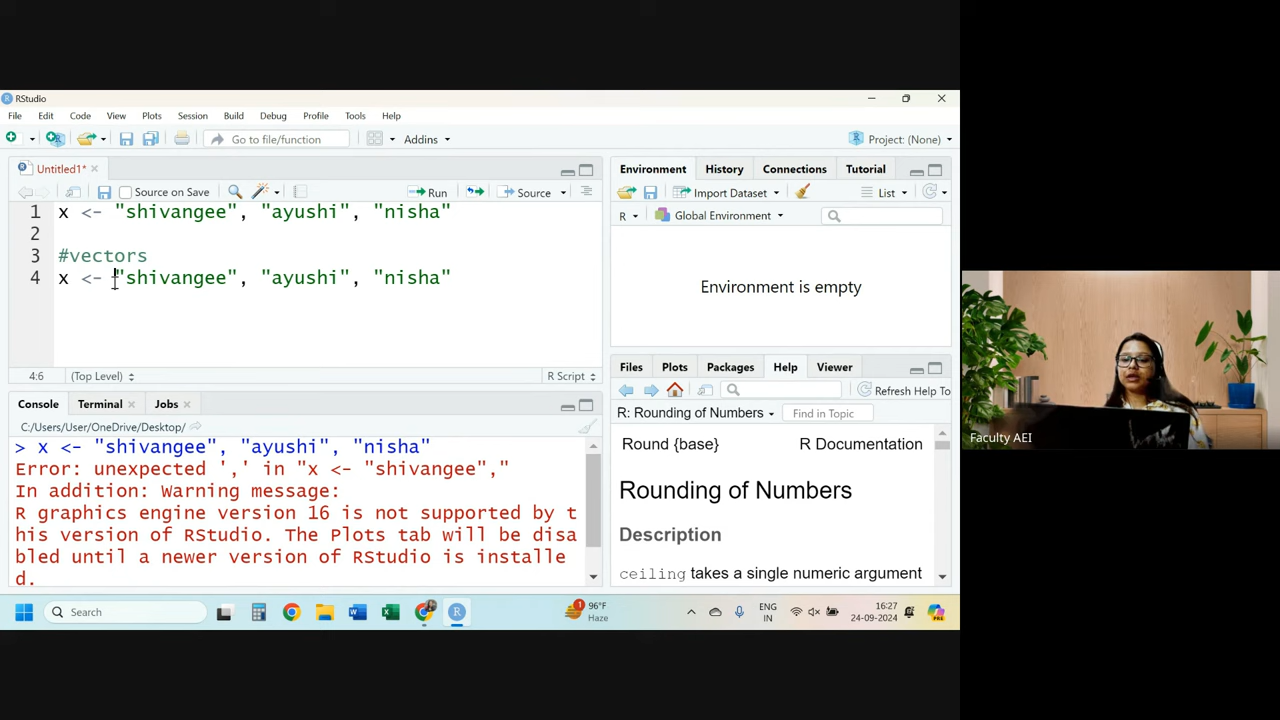 RStudio
File Edit Code View Plots Session Build Debug Profile Tools Help
Go to file/function Addins Project: (None)
Untitled1*
Source on Save Run Source
1 x <- "shivangee", "ayushi", "nisha"
2
3 #vectors
4 x <- "shivangee", "ayushi", "nisha"
4:6 (Top Level) R Script
Console Terminal Jobs
C:/Users/User/OneDrive/Desktop/
> x <- "shivangee", "ayushi", "nisha"
Error: unexpected ',' in "x <- "shivangee","
In addition: Warning message:
R graphics engine version 16 is not supported by t
his version of RStudio. The Plots tab will be disa
bled until a newer version of RStudio is installe
d.
Environment History Connections Tutorial
Import Dataset List
R Global Environment
Environment is empty
Files Plots Packages Help Viewer
Refresh Help To
R: Rounding of Numbers Find in Topic
Round {base} R Documentation
Rounding of Numbers
Description
ceiling takes a single numeric argument
Faculty AEI
Search
1 96°F
Haze
ENG
IN
16:27
24-09-2024
PRE